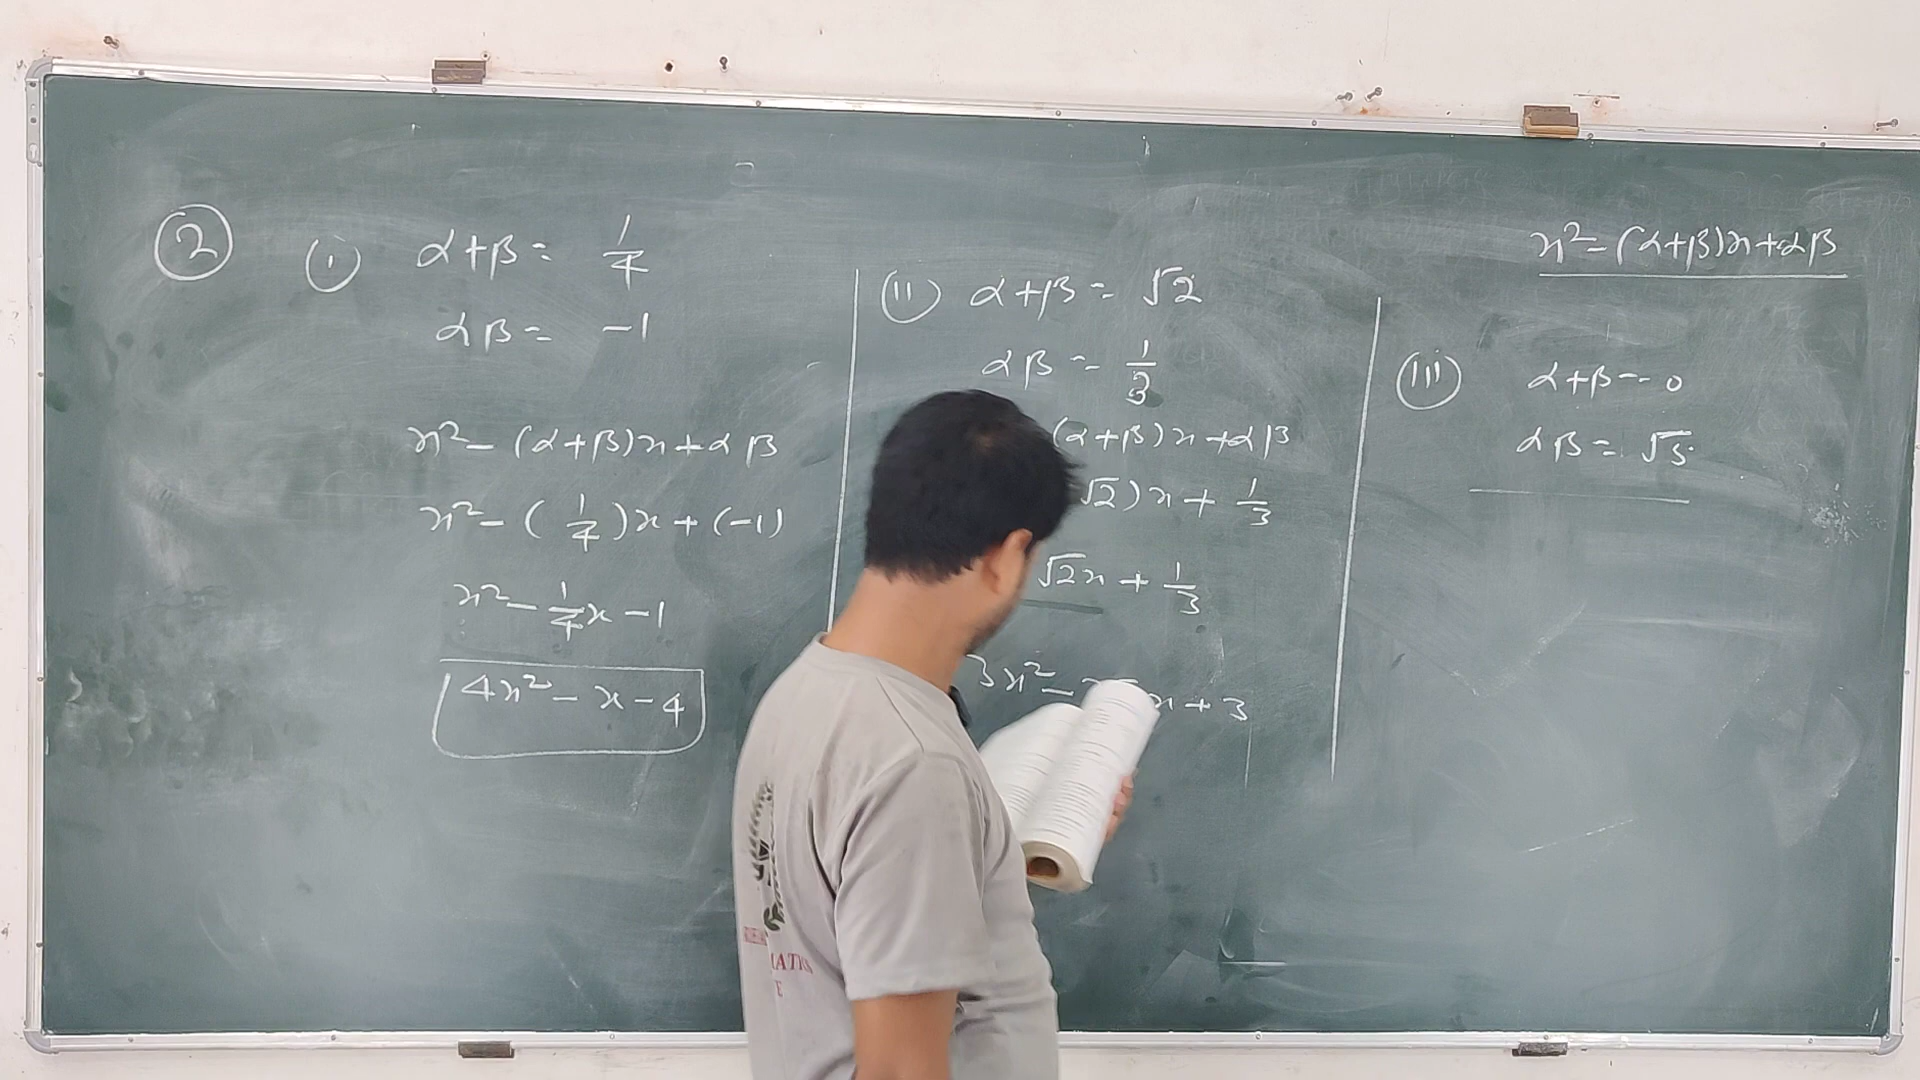 ② (i) α+β = 1/4
αβ = -1
x² - (α+β)x + αβ
x² - (1/4)x + (-1)
x² - 1/4 x - 1
4x² - x - 4
(ii) α+β = √2
αβ = 1/3
(α+β)x + αβ
√2)x + 1/3
√2x + 1/3
3x² - x + 3
x² - (α+β)x + αβ
(iii) α+β = 0
αβ = √5